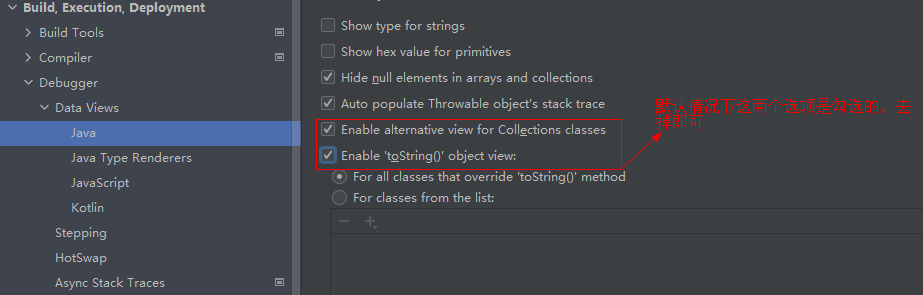 Build, Execution, Deployment
Build Tools
Compiler
Debugger
Data Views
Java
Java Type Renderers
JavaScript
Kotlin
Stepping
HotSwap
Async Stack Traces
Show type for strings
Show hex value for primitives
Hide null elements in arrays and collections
Auto populate Throwable object's stack trace
Enable alternative view for Collections classes
Enable 'toString()' object view:
For all classes that override 'toString()' method
For classes from the list:
默认情况下这两个选项是勾选的，去
掉即可